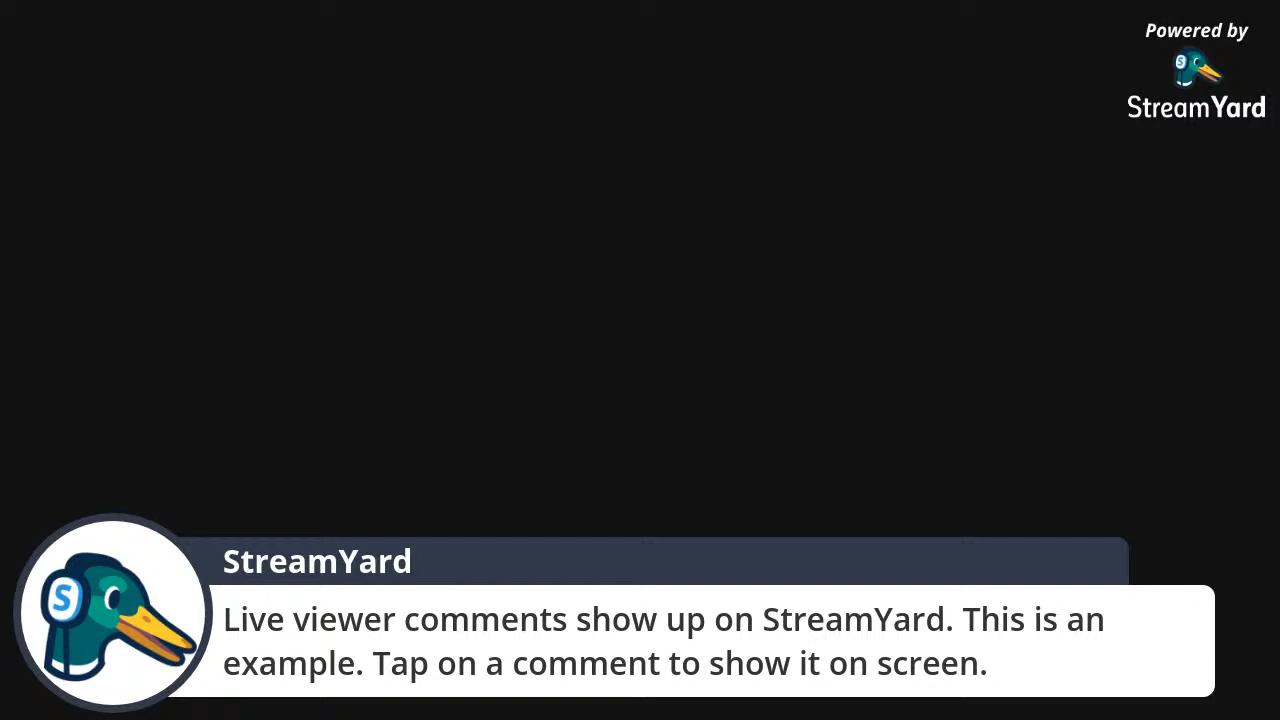 Powered by
S
StreamYard
StreamYard
S
Live viewer comments show up on StreamYard. This is an
example. Tap on a comment to show it on screen.